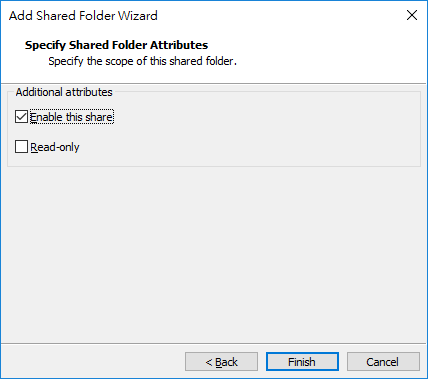 Add Shared Folder Wizard
Specify Shared Folder Attributes
Specify the scope of this shared folder.
Additional attributes
Enable this share
Read-only
< Back
Finish
Cancel